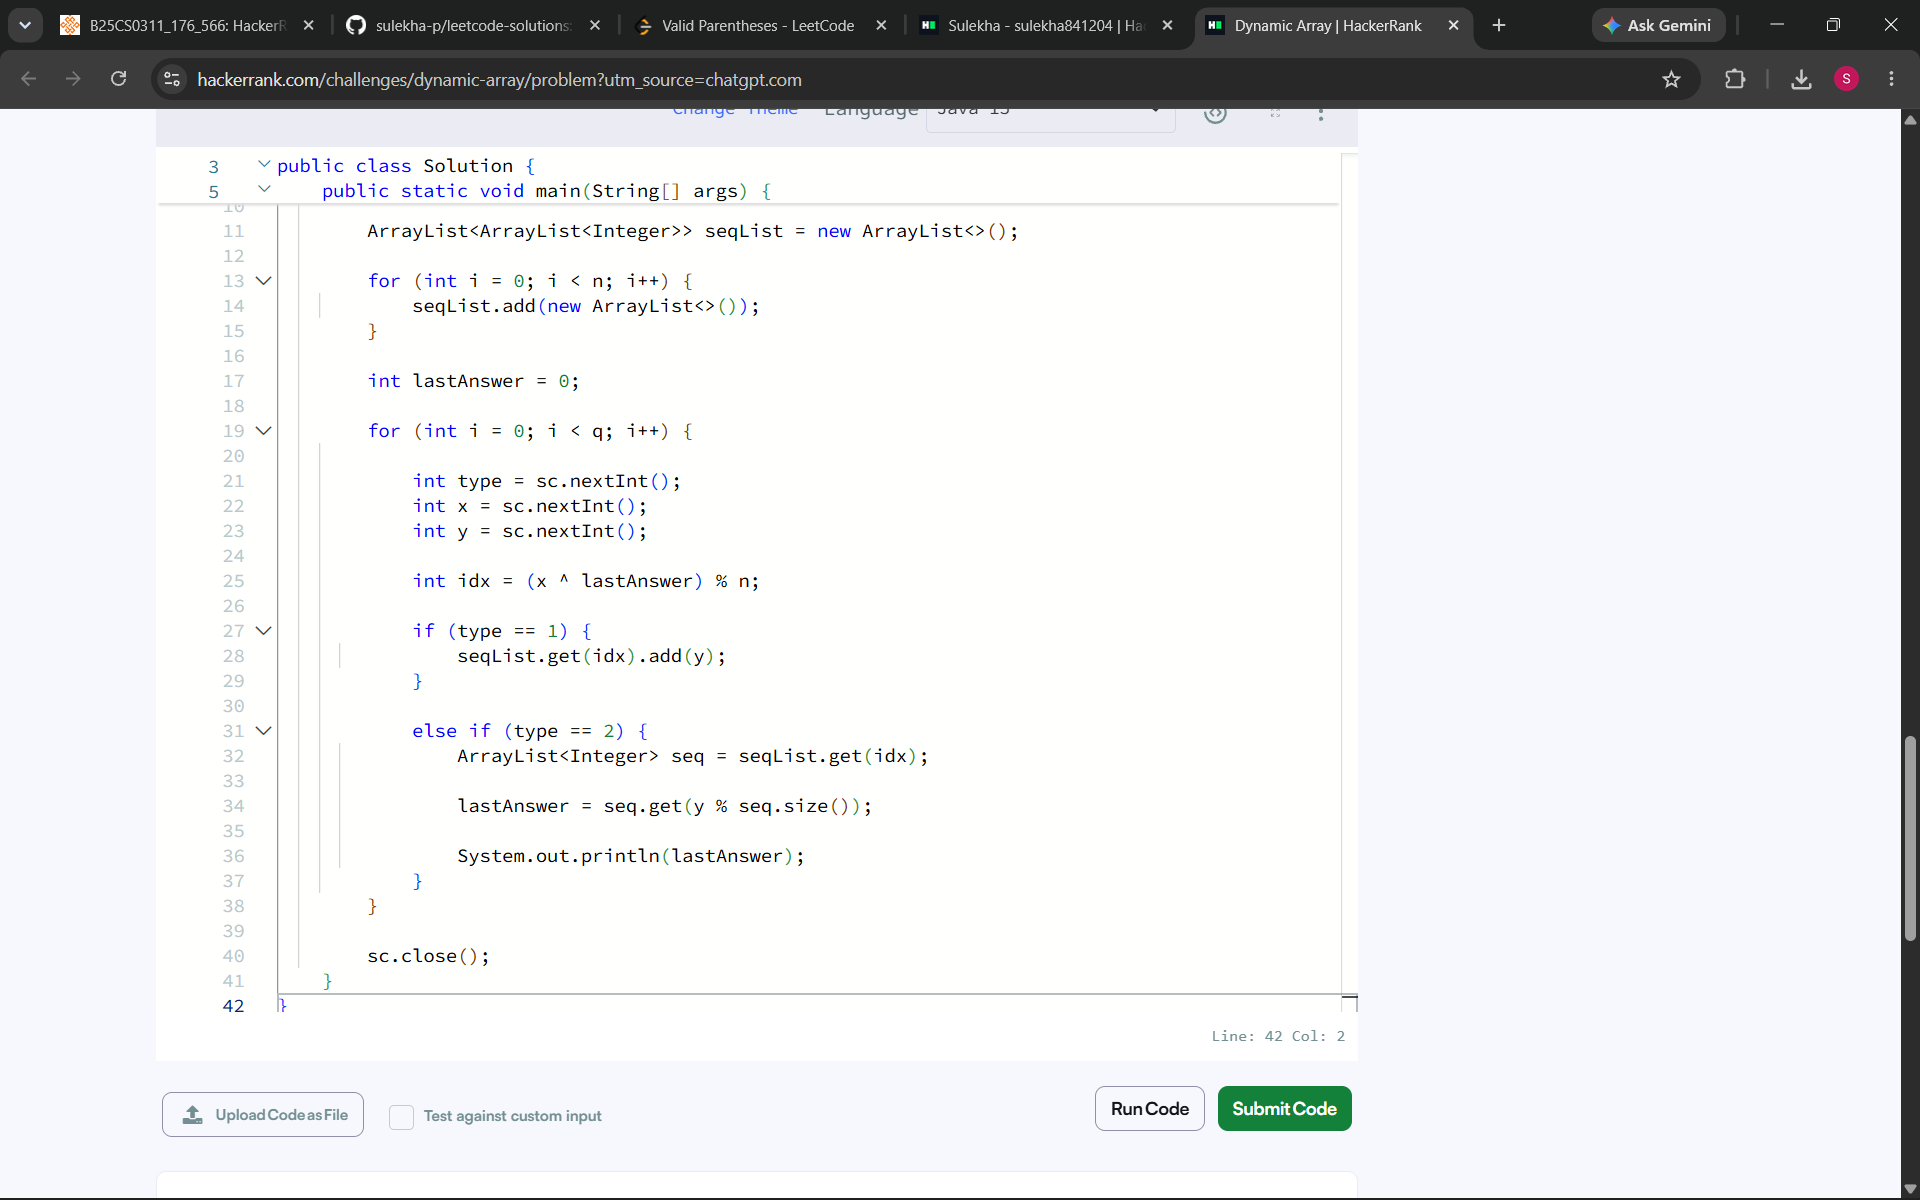 B25CS0311_176_566: HackerR
sulekha-p/leetcode-solutions:
Valid Parentheses - LeetCode
Sulekha - sulekha841204 | Ha
Dynamic Array | HackerRank
Ask Gemini
hackerrank.com/challenges/dynamic-array/problem?utm_source=chatgpt.com
S
Change Theme Language Java 15
3 public class Solution {
5 public static void main(String[] args) {
10
11 ArrayList<ArrayList<Integer>> seqList = new ArrayList<>();
12
13 for (int i = 0; i < n; i++) {
14 seqList.add(new ArrayList<>());
15 }
16
17 int lastAnswer = 0;
18
19 for (int i = 0; i < q; i++) {
20
21 int type = sc.nextInt();
22 int x = sc.nextInt();
23 int y = sc.nextInt();
24
25 int idx = (x ^ lastAnswer) % n;
26
27 if (type == 1) {
28 seqList.get(idx).add(y);
29 }
30
31 else if (type == 2) {
32 ArrayList<Integer> seq = seqList.get(idx);
33
34 lastAnswer = seq.get(y % seq.size());
35
36 System.out.println(lastAnswer);
37 }
38 }
39
40 sc.close();
41 }
42 }
Line: 42 Col: 2
Upload Code as File
Test against custom input
Run Code
Submit Code